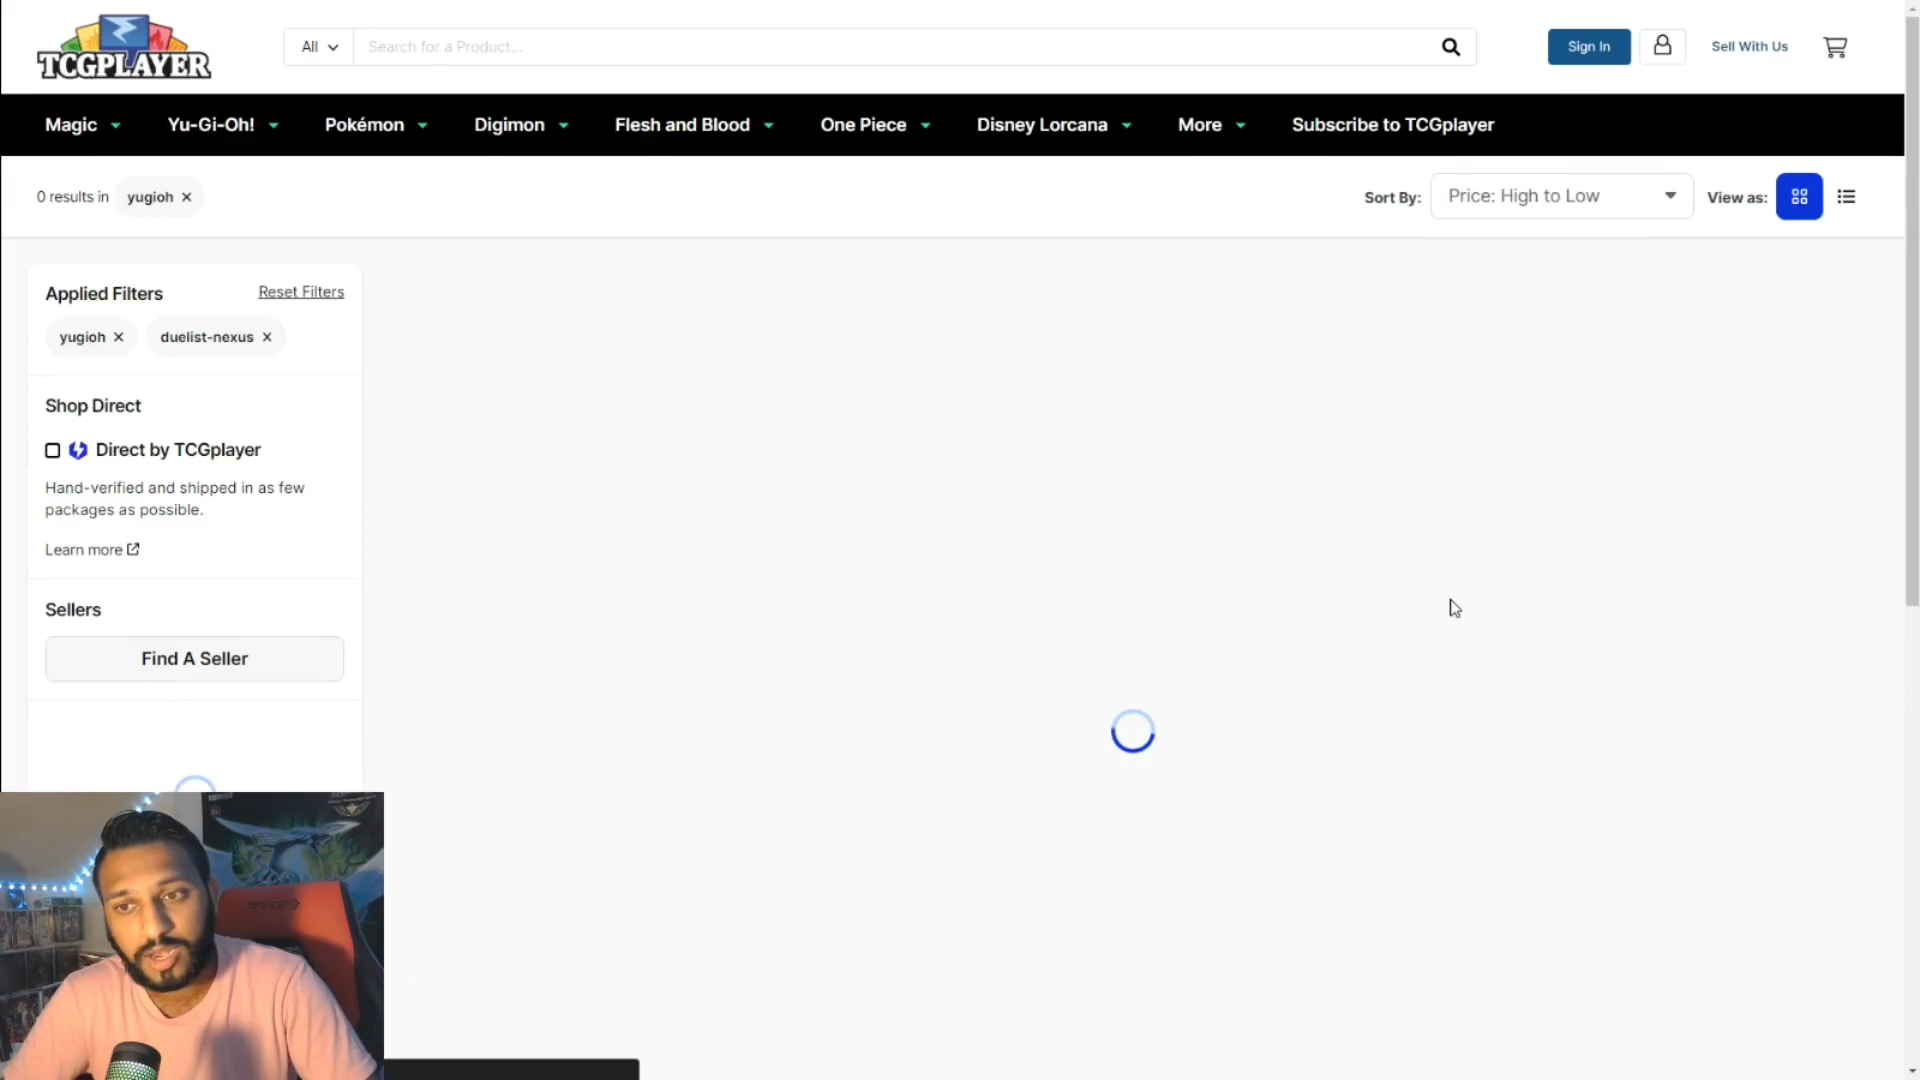 TCGPLAYER
All
Search for a Product...
Sign In
Sell With Us
Magic
Yu-Gi-Oh!
Pokémon
Digimon
Flesh and Blood
One Piece
Disney Lorcana
More
Subscribe to TCGplayer
0 results in yugioh
Sort By: Price: High to Low
View as:
Applied Filters
Reset Filters
yugioh
duelist-nexus
Shop Direct
Direct by TCGplayer
Hand-verified and shipped in as few
packages as possible.
Learn more
Sellers
Find A Seller